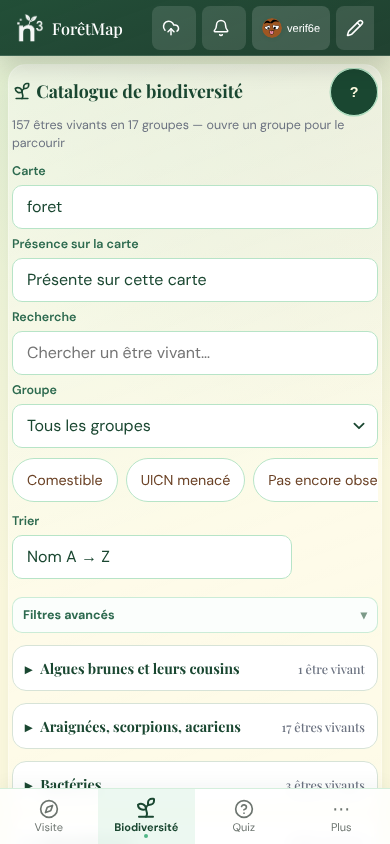 n3 ForêtMap
verif6e
Catalogue de biodiversité
?
157 êtres vivants en 17 groupes — ouvre un groupe pour le
parcourir
Carte
foret
Présence sur la carte
Présente sur cette carte
Recherche
Chercher un être vivant...
Groupe
Tous les groupes
Comestible UICN menacé Pas encore obse
Trier
Nom A → Z
Filtres avancés ▾
► Algues brunes et leurs cousins 1 être vivant
► Araignées, scorpions, acariens 17 êtres vivants
► Bactéries 3 êtres vivants
Visite Biodiversité Quiz Plus